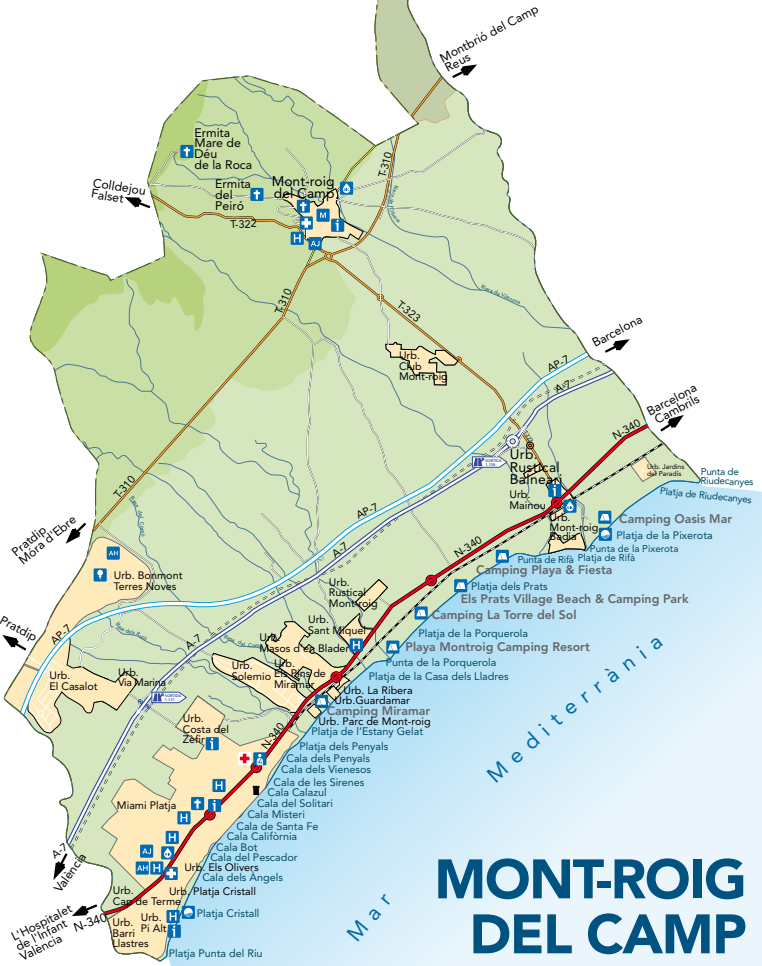 Montbrió del Camp
Reus
Ermita
Mare de
Déu
de la Roca
Colldejou
Falset
Ermita
del
Peiró
Mont-roig
del Camp
M
H
AJ
T-310
T-322
T-310
T-323
Urb.
Club
Mont-roig
Barcelona
AP-7
A-7
Barcelona
Cambrils
N-340
Urb.
Rustical
Balneari
Urb. Jardins
del Paradis
Punta de
Riudecanyes
Platja de Riudecanyes
Urb.
Mainou
Urb.
Mont-roig
Badia
Camping Oasis Mar
Platja de la Pixerota
Punta de la Pixerota
Platja de Rifà
Punta de Rifà
T-310
AP-7
A-7
N-340
Pratdip
Móra d'Ebre
AH
Urb. Bonmont
Terres Noves
Camping Playa & Fiesta
Platja dels Prats
Els Prats Village Beach & Camping Park
Camping La Torre del Sol
Urb.
Rustical
Mont-roig
Urb.
Sant Miquel
Platja de la Porquerola
H
Playa Montroig Camping Resort
Punta de la Porquerola
Platja de la Casa dels Lladres
Pratdip
AP-7
A-7
Urb.
Masos d'en Blader
Urb.
Solemio
Urb.
Els Pins de
Miramar
Urb.
El Casalot
Urb.
Via Marina
Urb. La Ribera
Urb.Guardamar
Camping Miramar
Urb. Parc de Mont-roig
Platja de l'Estany Gelat
Urb.
Costa del
Zèfir
N-340
Platja dels Penyals
Cala dels Penyals
Cala dels Vienesos
Cala de les Sirenes
Cala Calazul
Cala del Solitari
Cala Misteri
Cala de Santa Fe
Cala Califòrnia
Cala Bot
Cala del Pescador
Urb. Els Olivers
Cala dels Àngels
H
Miami Platja
H
H
AJ
AH
H
A-7
València
Urb.
Cap de Terme
Urb. Platja Cristall
L'Hospitalet
de l'Infant
València
N-340
Urb.
Barri
Llastres
Urb.
Pi Alt
H
Platja Cristall
Platja Punta del Riu
Mar Mediterrània
MONT-ROIG
DEL CAMP